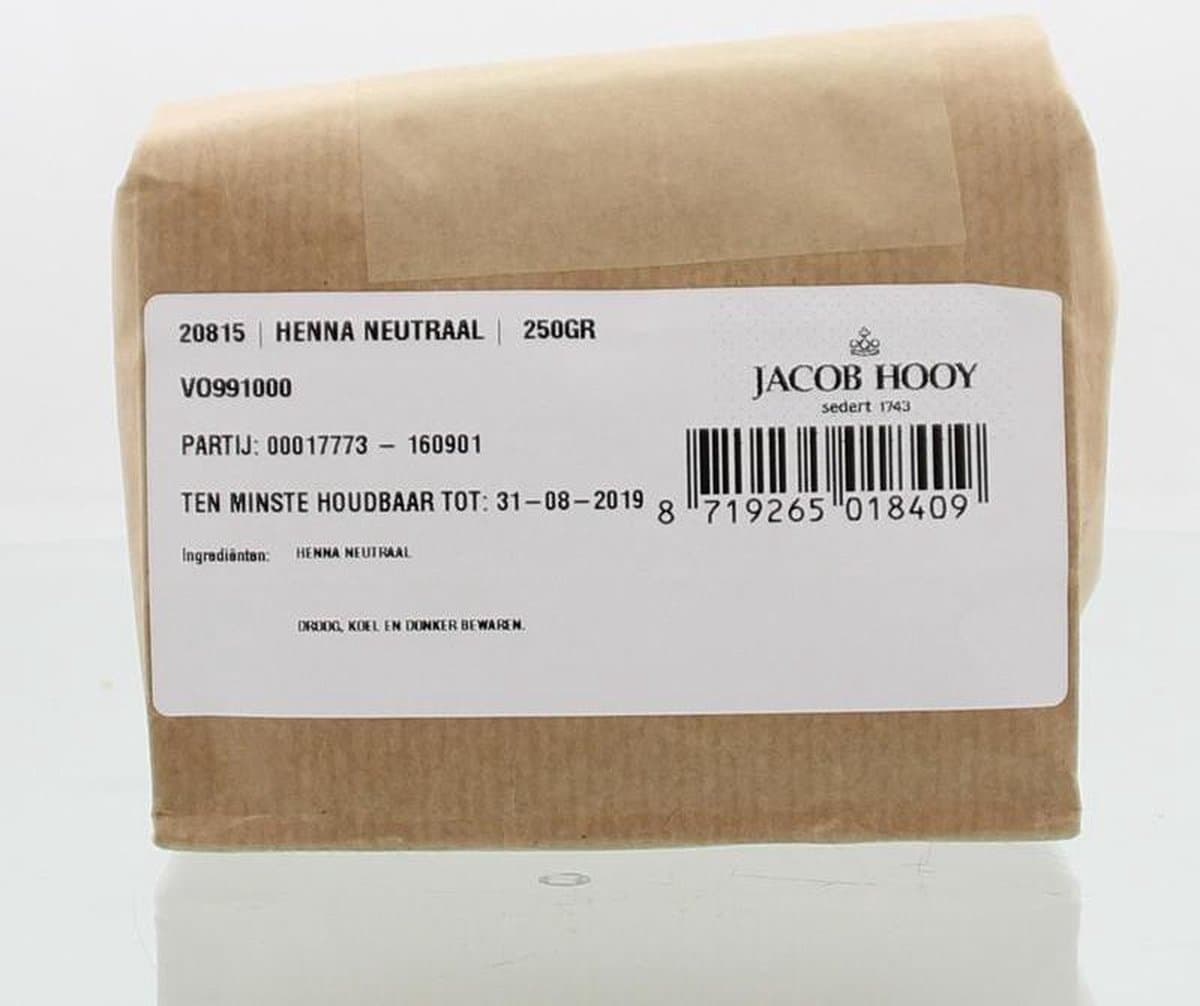 20815 | HENNA NEUTRAAL | 250GR
VO991000
PARTIJ: 00017773 – 160901
TEN MINSTE HOUDBAAR TOT: 31-08-2019
Ingrediënten: HENNA NEUTRAAL
DROOG, KOEL EN DONKER BEWAREN.
JACOB HOOY
sedert 1743
8 719265 018409